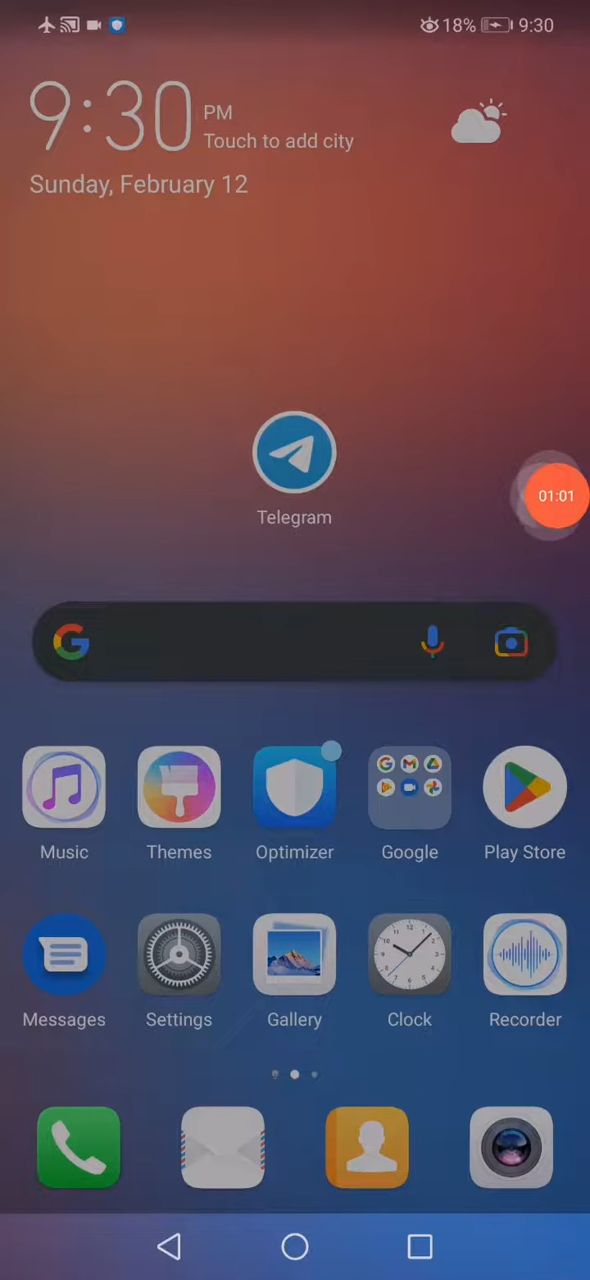 18% 9:30
9:30 PM
Touch to add city
Sunday, February 12
Telegram
01:01
Music Themes Optimizer Google Play Store
Messages Settings Gallery Clock Recorder